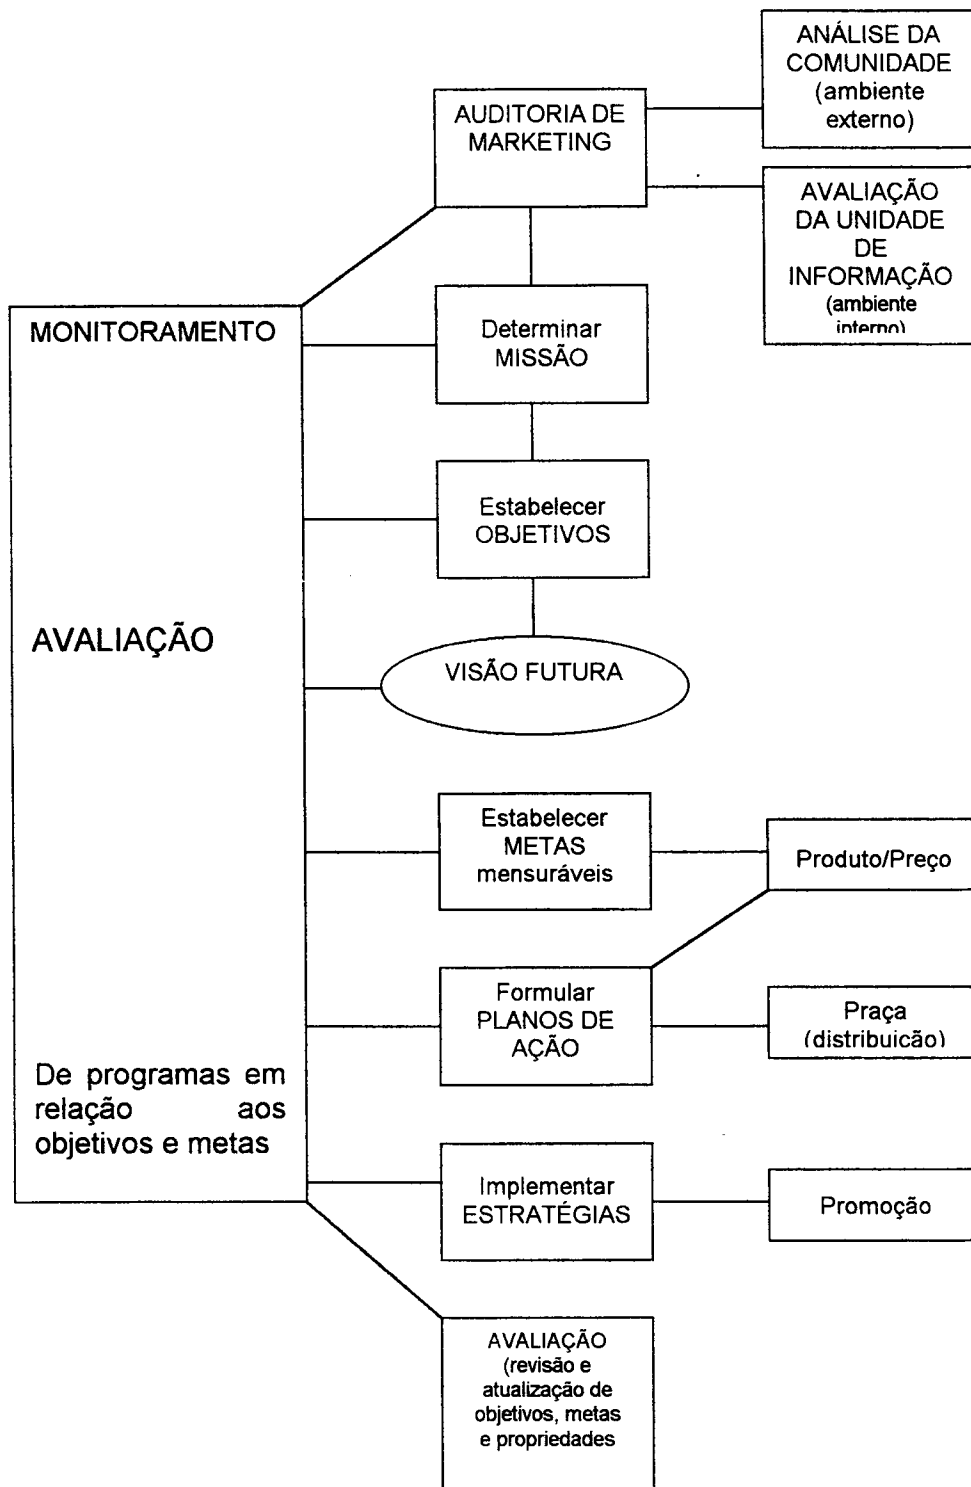 ANÁLISE DA
COMUNIDADE
(ambiente
externo)
AUDITORIA DE
MARKETING
AVALIAÇÃO
DA UNIDADE
DE
INFORMAÇÃO
(ambiente
interno)
MONITORAMENTO
Determinar
MISSÃO
Estabelecer
OBJETIVOS
AVALIAÇÃO
VISÃO FUTURA
Estabelecer
METAS
mensuráveis
Produto/Preço
Formular
PLANOS DE
AÇÃO
Praça
(distribuicão)
De programas em
relação aos
objetivos e metas
Implementar
ESTRATÉGIAS
Promoção
AVALIAÇÃO
(revisão e
atualização de
objetivos, metas
e propriedades